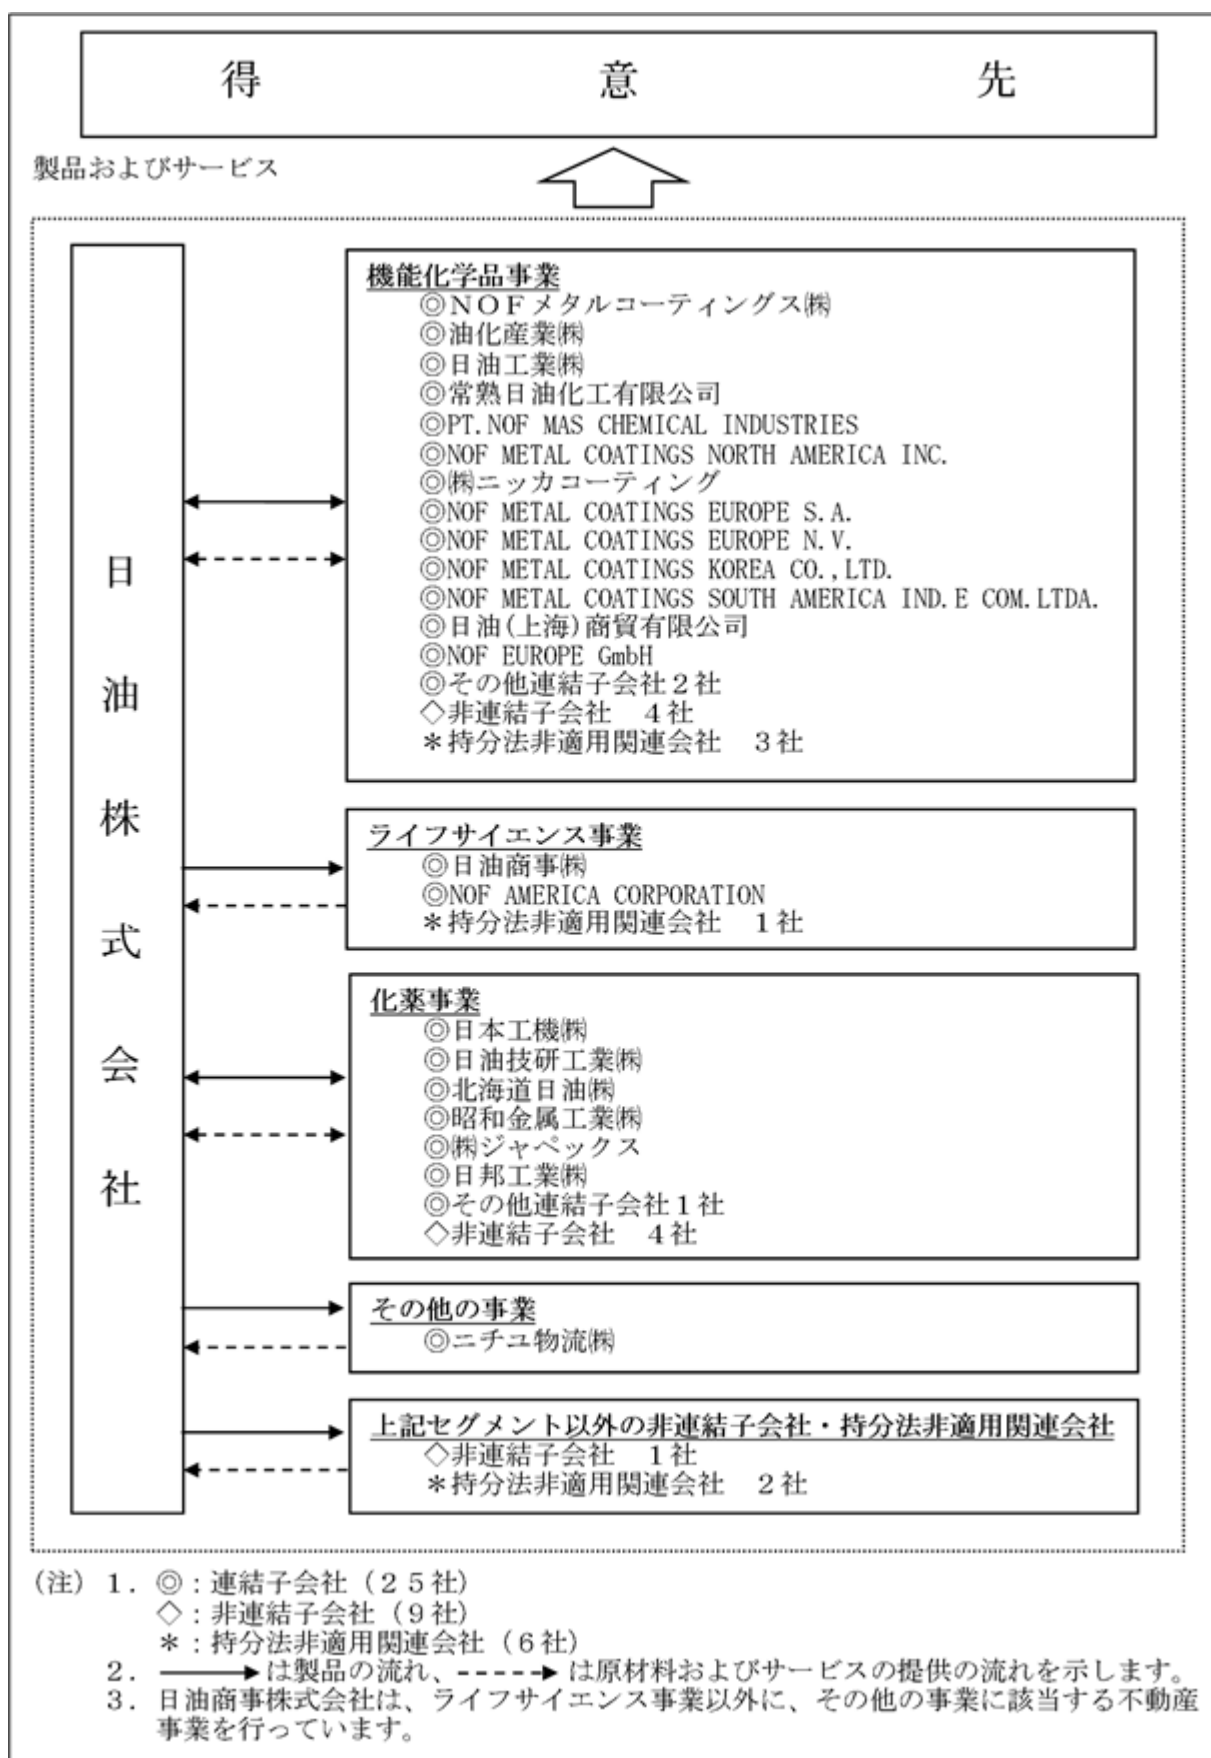 得意先
製品およびサービス
日油株式会社
機能化学品事業
◎NOFメタルコーティングス㈱
◎油化産業㈱
◎日油工業㈱
◎常熟日油化工有限公司
◎PT.NOF MAS CHEMICAL INDUSTRIES
◎NOF METAL COATINGS NORTH AMERICA INC.
◎㈱ニッカコーティング
◎NOF METAL COATINGS EUROPE S.A.
◎NOF METAL COATINGS EUROPE N.V.
◎NOF METAL COATINGS KOREA CO.,LTD.
◎NOF METAL COATINGS SOUTH AMERICA IND.E COM.LTDA.
◎日油(上海)商貿有限公司
◎NOF EUROPE GmbH
◎その他連結子会社2社
◇非連結子会社 4社
*持分法非適用関連会社 3社
ライフサイエンス事業
◎日油商事㈱
◎NOF AMERICA CORPORATION
*持分法非適用関連会社 1社
化薬事業
◎日本工機㈱
◎日油技研工業㈱
◎北海道日油㈱
◎昭和金属工業㈱
◎㈱ジャペックス
◎日邦工業㈱
◎その他連結子会社1社
◇非連結子会社 4社
その他の事業
◎ニチユ物流㈱
上記セグメント以外の非連結子会社・持分法非適用関連会社
◇非連結子会社 1社
*持分法非適用関連会社 2社
(注) 1. ◎:連結子会社(25社)
◇:非連結子会社(9社)
*:持分法非適用関連会社(6社)
2. ――→は製品の流れ、-----→は原材料およびサービスの提供の流れを示します。
3. 日油商事株式会社は、ライフサイエンス事業以外に、その他の事業に該当する不動産
事業を行っています。